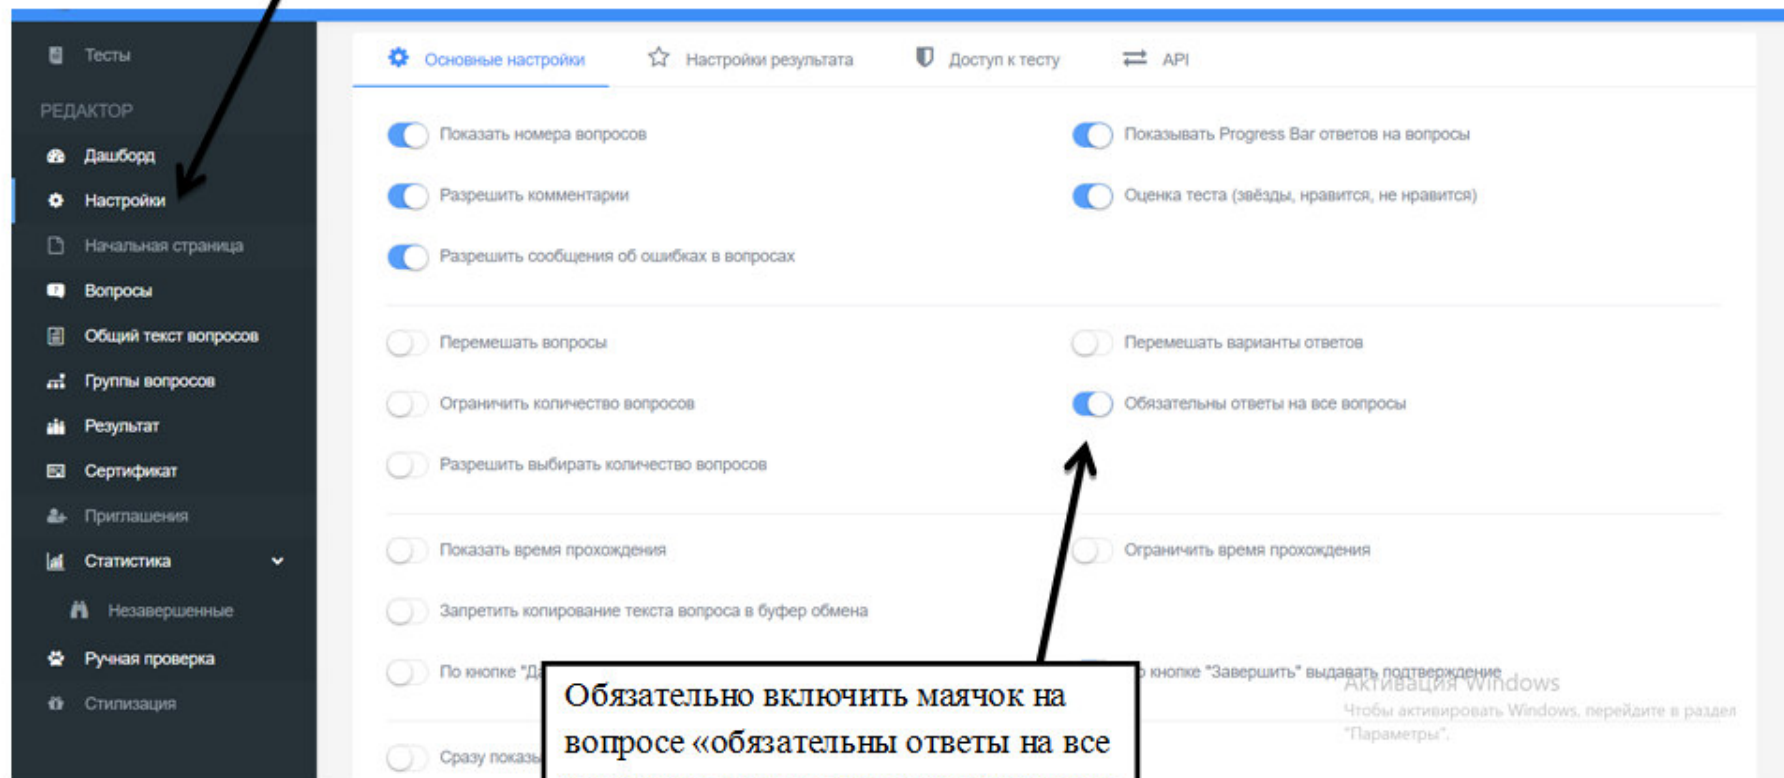 Тесты
РЕДАКТОР
Дашборд
Настройки
Начальная страница
Вопросы
Общий текст вопросов
Группы вопросов
Результат
Сертификат
Приглашения
Статистика
Незавершенные
Ручная проверка
Стилизация
Основные настройки Настройки результата Доступ к тесту API
Показать номера вопросов Показывать Progress Bar ответов на вопросы
Разрешить комментарии Оценка теста (звёзды, нравится, не нравится)
Разрешить сообщения об ошибках в вопросах
Перемешать вопросы Перемешать варианты ответов
Ограничить количество вопросов Обязательны ответы на все вопросы
Разрешить выбирать количество вопросов
Показать время прохождения Ограничить время прохождения
Запретить копирование текста вопроса в буфер обмена
По кнопке кнопке "Завершить" выдавать подтверждение
Сразу
Обязательно включить маячок на
вопросе «обязательны ответы на все
Активация Windows
Чтобы активировать Windows, перейдите в раздел
"Параметры".